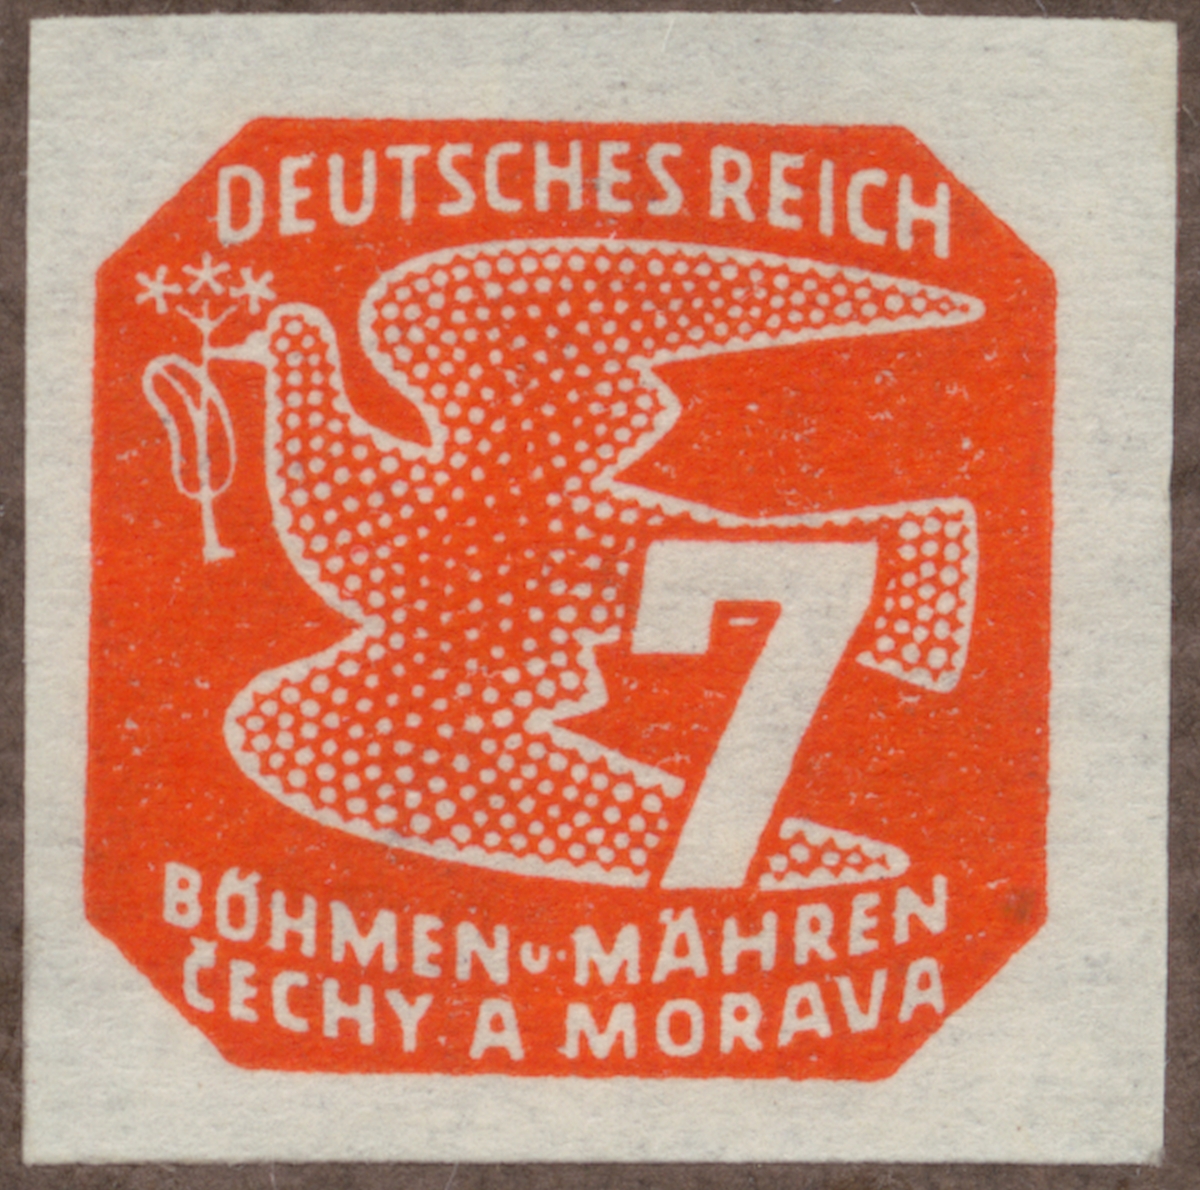 DEUTSCHES REICH
7
BÖHMEN u. MÄHREN
ČECHY A MORAVA